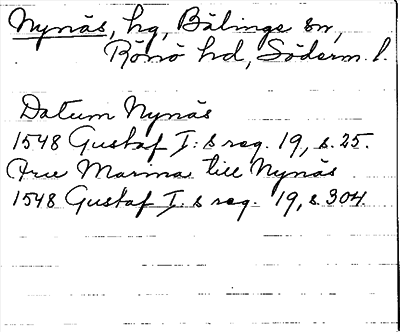 Nynäs, hg, Bälinge sn,
Rönö hd, Söderm. l.
Datum Nynäs
1548 Gustaf I:s reg. 19, s. 25.
Fru Marina till Nynäs
1548 Gustaf I:s reg. 19, s. 304.